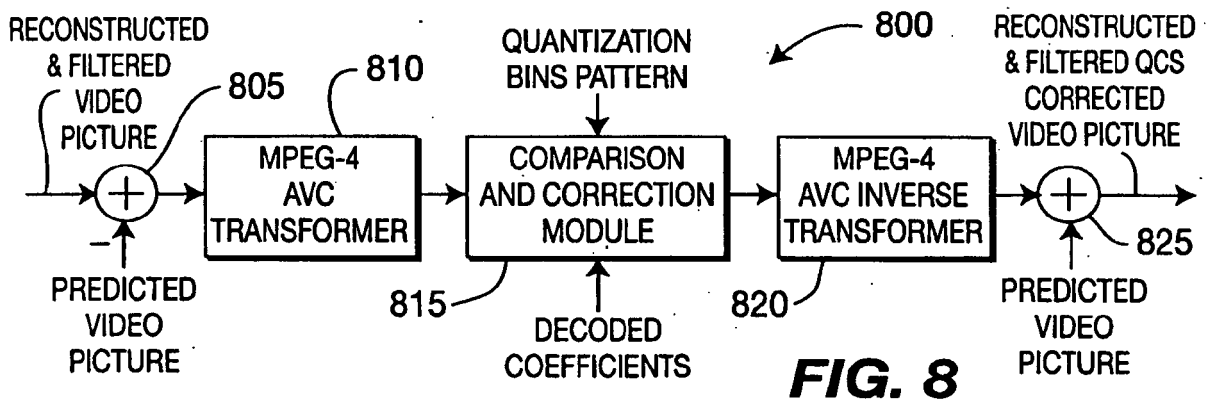 RECONSTRUCTED
& FILTERED
VIDEO
PICTURE
805
810
MPEG-4
AVC
TRANSFORMER
–
PREDICTED
VIDEO
PICTURE
QUANTIZATION
BINS PATTERN
800
COMPARISON
AND CORRECTION
MODULE
815
DECODED
COEFFICIENTS
MPEG-4
AVC INVERSE
TRANSFORMER
820
RECONSTRUCTED
& FILTERED QCS
CORRECTED
VIDEO PICTURE
825
PREDICTED
VIDEO
PICTURE
FIG. 8